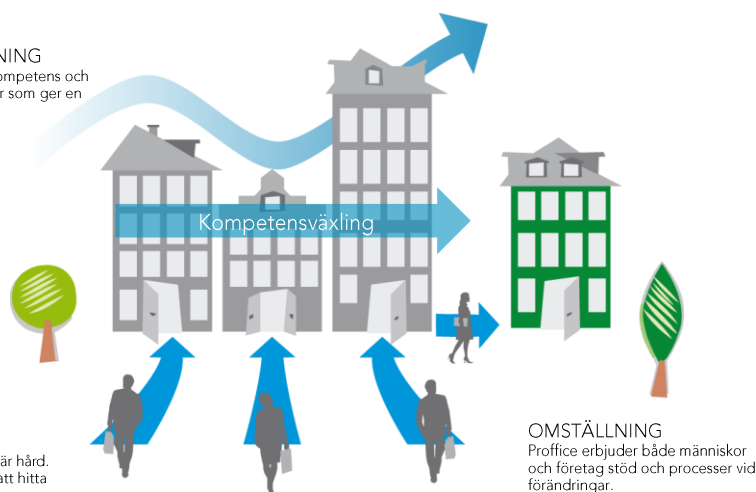 NING
ompetens och
r som ger en
Kompetensväxling
är hård.
att hitta
OMSTÄLLNING
Proffice erbjuder både människor
och företag stöd och processer vid
förändringar.